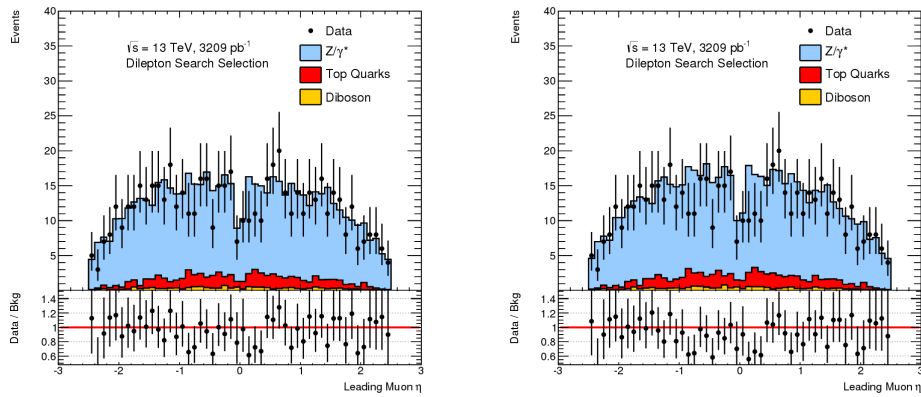 Events
40
35
30
25
20
15
10
5
√s = 13 TeV, 3209 pb⁻¹
Dilepton Search Selection
Data
Z/γ*
Top Quarks
Diboson
Data / Bkg
1.4
1.2
1
0.8
0.6
-3 -2 -1 0 1 2 3
Leading Muon η
Events
40
35
30
25
20
15
10
5
√s = 13 TeV, 3209 pb⁻¹
Dilepton Search Selection
Data
Z/γ*
Top Quarks
Diboson
Data / Bkg
1.4
1.2
1
0.8
0.6
-3 -2 -1 0 1 2 3
Leading Muon η